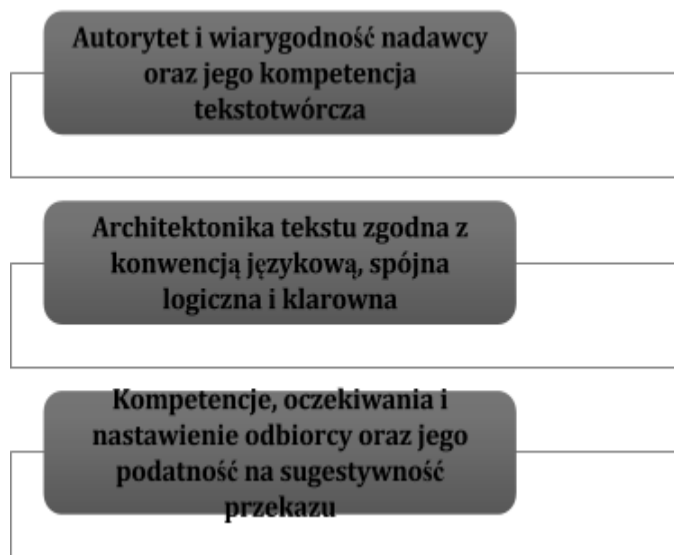 Autorytet i wiarygodność nadawcy
oraz jego kompetencja
tekstotwórcza
Architektonika tekstu zgodna z
konwencją językową, spójna
logiczna i klarowna
Kompetencje, oczekiwania i
nastawienie odbiorcy oraz jego
podatność na sugestywność
przekazu